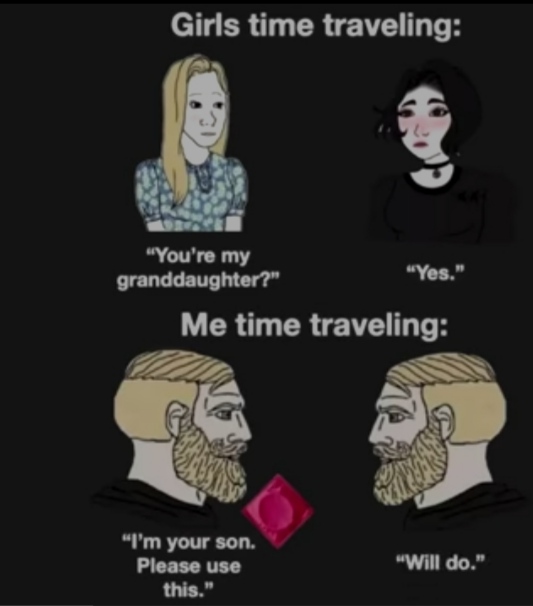 Girls time traveling:
“You’re my
granddaughter?”
“Yes.”
Me time traveling:
“I’m your son.
Please use
this.”
“Will do.”